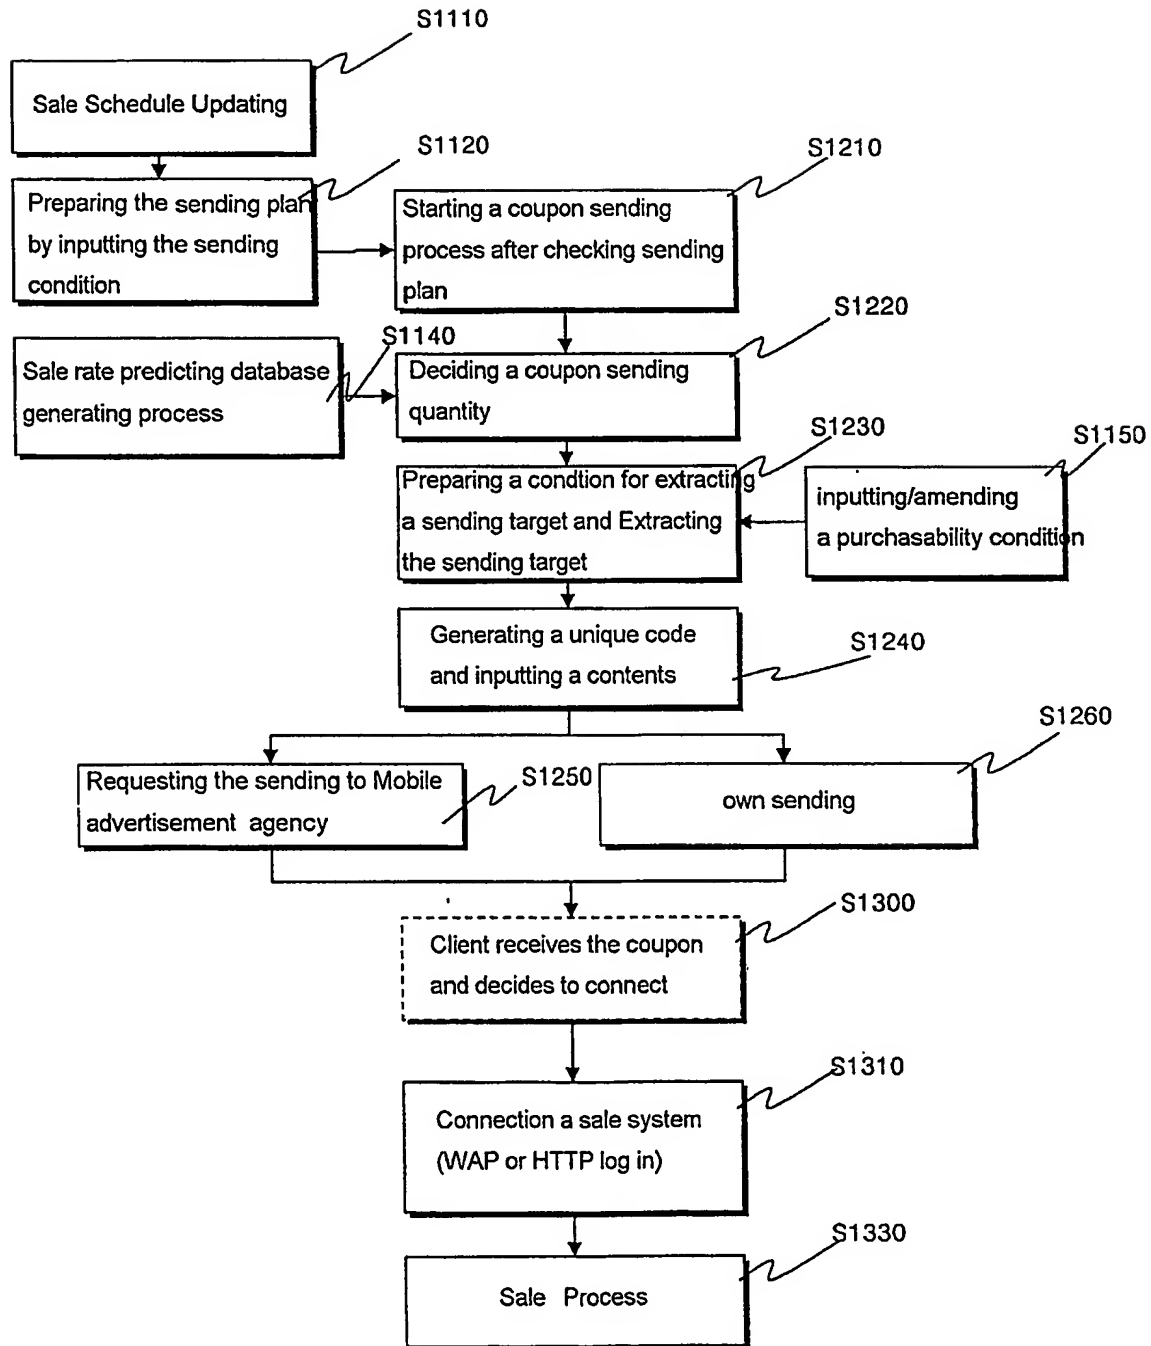 S1110
Sale Schedule Updating
S1120
Preparing the sending plan
by inputting the sending
condition
S1210
Starting a coupon sending
process after checking sending
plan
S1140
Sale rate predicting database
generating process
S1220
Deciding a coupon sending
quantity
S1230
Preparing a condtion for extracting
a sending target and Extracting
the sending target
S1150
inputting/amending
a purchasability condition
Generating a unique code
and inputting a contents
S1240
Requesting the sending to Mobile
advertisement agency
S1250
S1260
own sending
S1300
Client receives the coupon
and decides to connect
S1310
Connection a sale system
(WAP or HTTP log in)
S1330
Sale Process